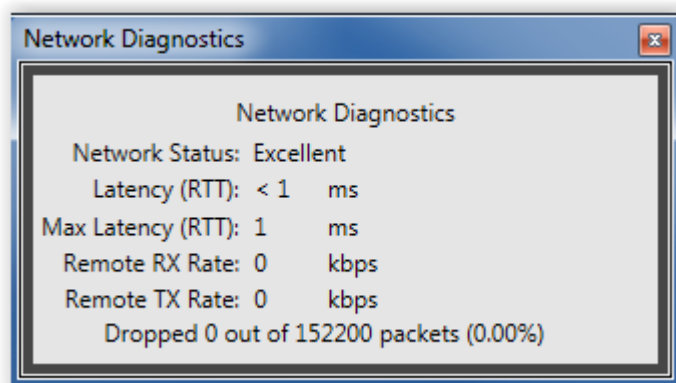 Network Diagnostics
Network Diagnostics
Network Status: Excellent
Latency (RTT): < 1 ms
Max Latency (RTT): 1 ms
Remote RX Rate: 0 kbps
Remote TX Rate: 0 kbps
Dropped 0 out of 152200 packets (0.00%)